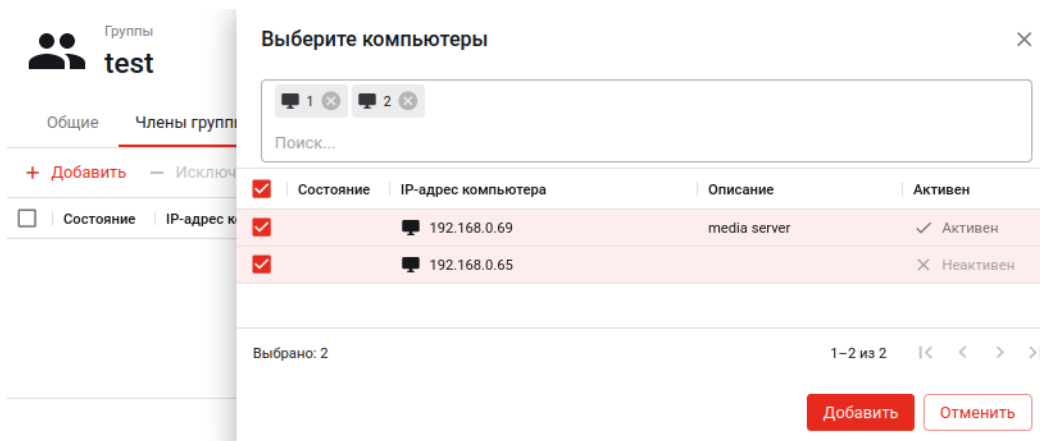 Группы
test
Общие
Члены групп
+ Добавить
− Исключ
Состояние
IP-адрес к
Выберите компьютеры
1
2
Поиск...
Состояние
IP-адрес компьютера
Описание
Активен
192.168.0.69
media server
Активен
192.168.0.65
Неактивен
Выбрано: 2
1–2 из 2
Добавить
Отменить